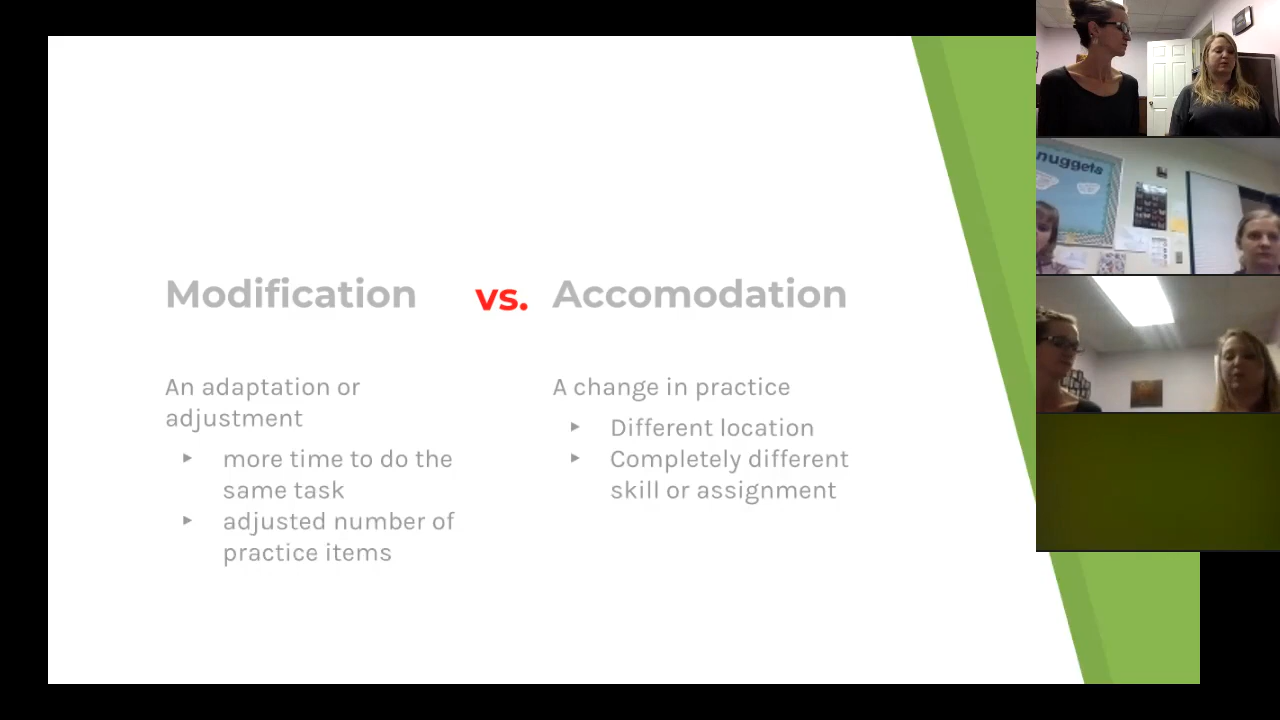 Modification vs. Accomodation
An adaptation or
adjustment
▸ more time to do the
same task
▸ adjusted number of
practice items
A change in practice
▸ Different location
▸ Completely different
skill or assignment
nuggets